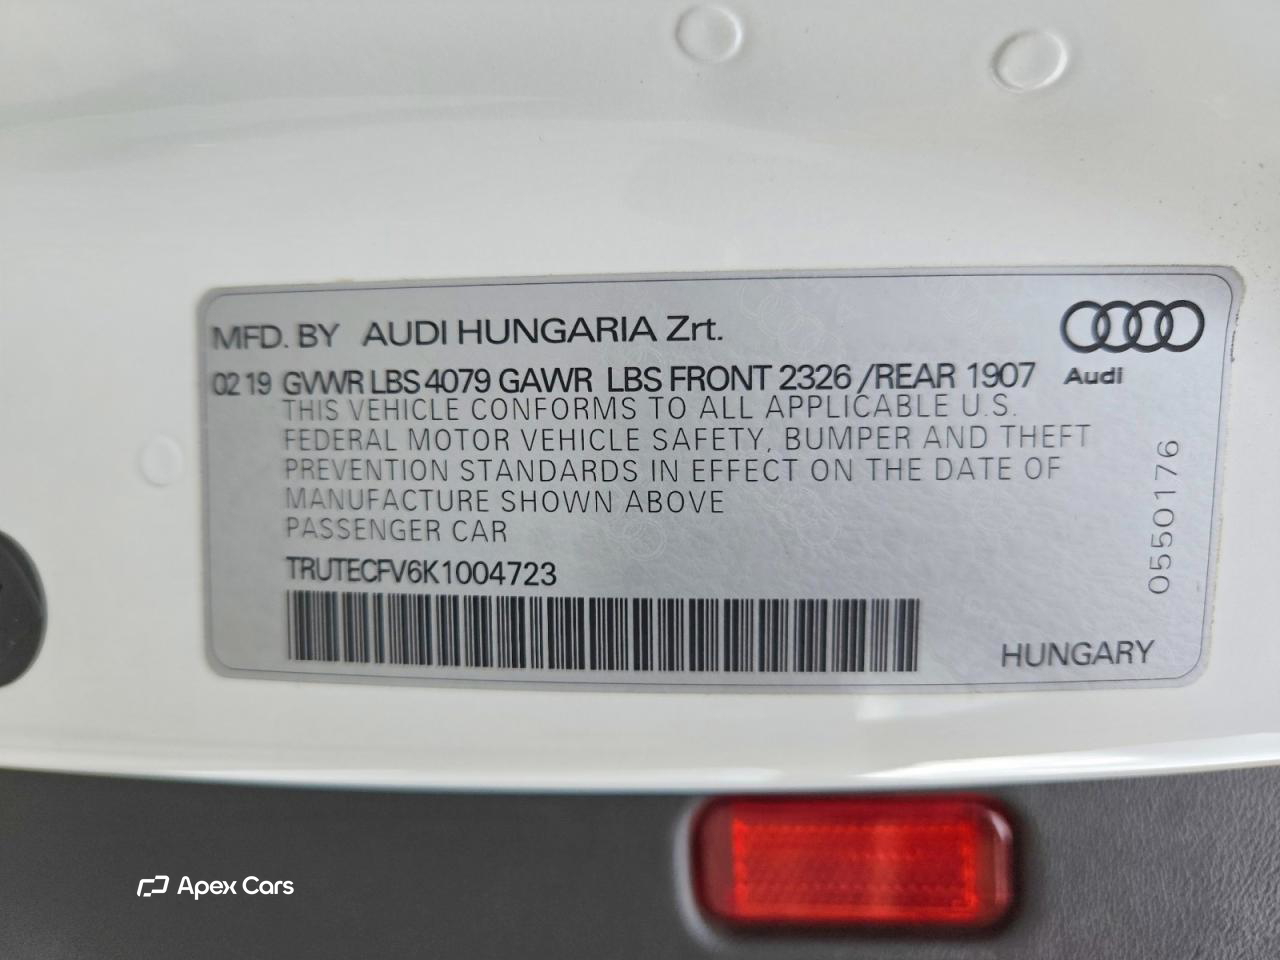 MFD. BY AUDI HUNGARIA Zrt.
02 19 GVWR LBS 4079 GAWR LBS FRONT 2326 /REAR 1907
Audi
THIS VEHICLE CONFORMS TO ALL APPLICABLE U.S.
FEDERAL MOTOR VEHICLE SAFETY, BUMPER AND THEFT
PREVENTION STANDARDS IN EFFECT ON THE DATE OF
MANUFACTURE SHOWN ABOVE
PASSENGER CAR
TRUTECFV6K1004723
0550176
HUNGARY
Apex Cars